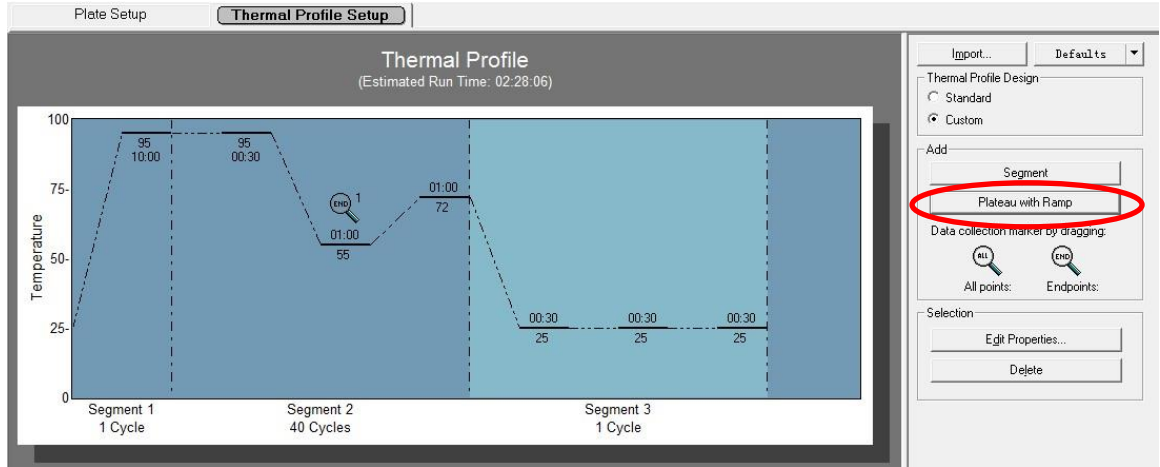 Plate Setup
Thermal Profile Setup
Thermal Profile
(Estimated Run Time: 02:28:06)
Temperature
100
75-
50-
25-
0
95
10:00
95
00:30
END 1
01:00
55
01:00
72
00:30
25
00:30
25
00:30
25
Segment 1
1 Cycle
Segment 2
40 Cycles
Segment 3
1 Cycle
Import...
Defaults
Thermal Profile Design
Standard
Custom
Add
Segment
Plateau with Ramp
Data collection marker by dragging:
ALL
END
All points:
Endpoints:
Selection
Edit Properties...
Delete